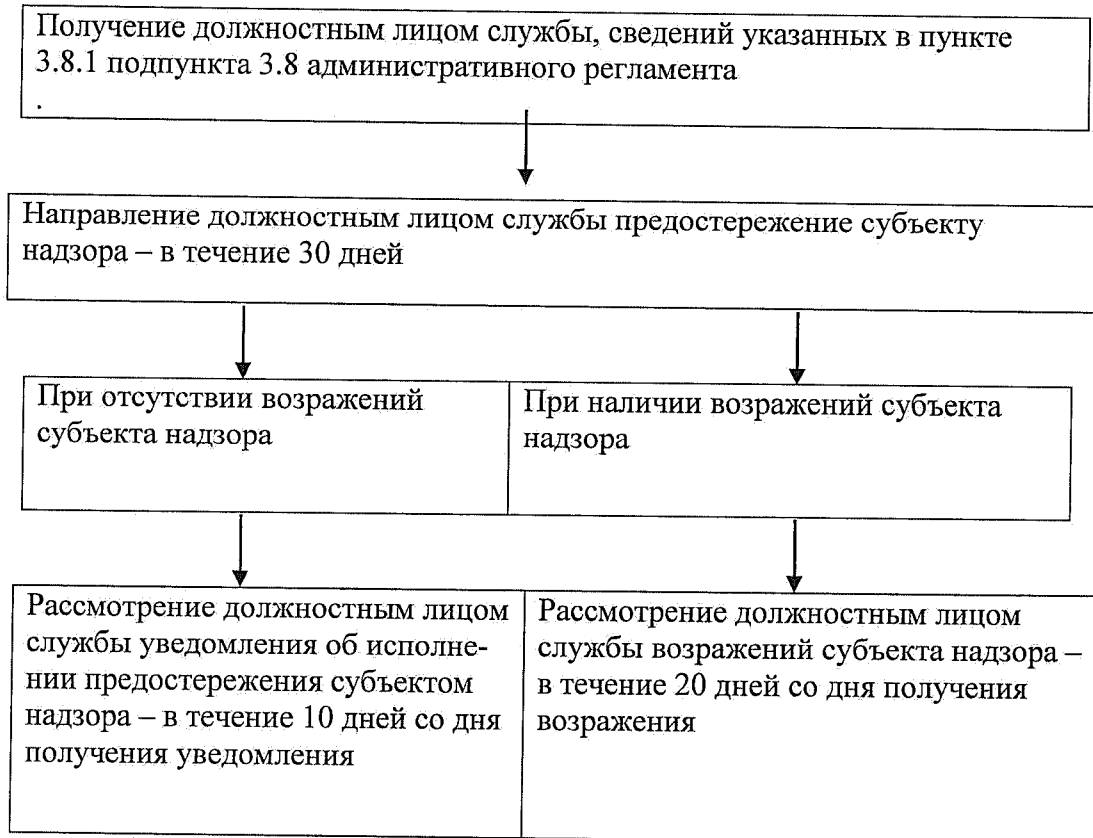 Получение должностным лицом службы, сведений указанных в пункте
3.8.1 подпункта 3.8 административного регламента
.
Направление должностным лицом службы предостережение субъекту
надзора – в течение 30 дней
При отсутствии возражений
субъекта надзора
При наличии возражений субъекта
надзора
Рассмотрение должностным лицом
службы уведомления об исполне-
нии предостережения субъектом
надзора – в течение 10 дней со дня
получения уведомления
Рассмотрение должностным лицом
службы возражений субъекта надзора –
в течение 20 дней со дня получения
возражения